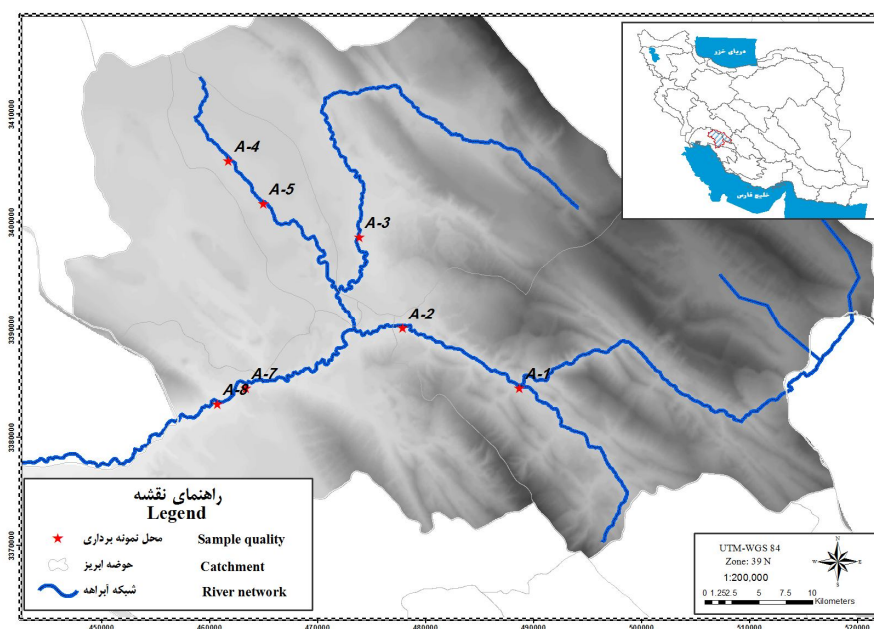 دریای خزر
خلیج فارس
A-4
A-5
A-3
A-2
A-1
A-7
A-8
3410000
3400000
3390000
3380000
3370000
راهنمای نقشه
Legend
محل نمونه برداری Sample quality
حوضه ابریز Catchment
شبکه آبراهه River network
UTM-WGS 84
Zone: 39 N
1:200,000
N
W E
S
0 1.25 2.5 5 7.5 10
Kilometers
450000 460000 470000 480000 490000 500000 510000 520000